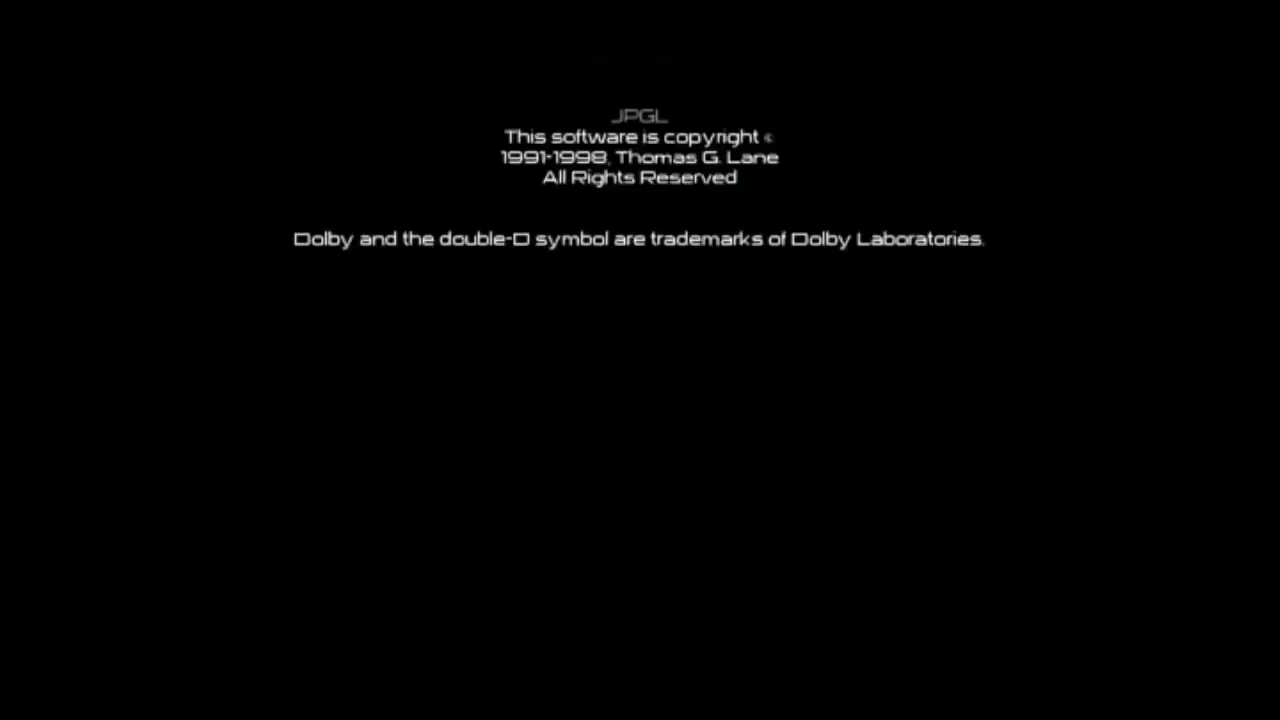 JPGL
This software is copyright ©
1991-1998, Thomas G. Lane
All Rights Reserved
Dolby and the double-D symbol are trademarks of Dolby Laboratories.